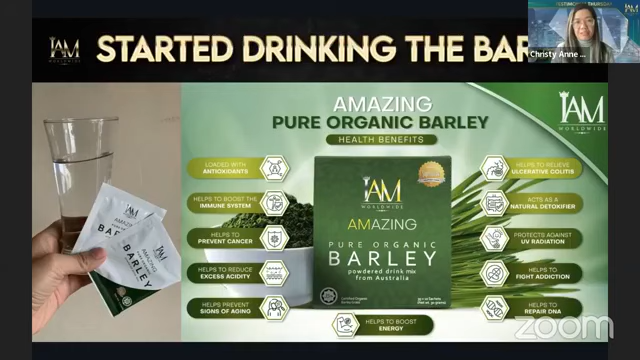 IAM
WORLDWIDE
STARTED DRINKING THE BAR
Christy Anne ...
AMAZING
PURE ORGANIC BARLEY
HEALTH BENEFITS
IAM
WORLDWIDE
LOADED WITH
ANTIOXIDANTS
HELPS TO BOOST THE
IMMUNE SYSTEM
HELPS TO
PREVENT CANCER
HELPS TO REDUCE
EXCESS ACIDITY
HELPS PREVENT
SIGNS OF AGING
IAM
WORLDWIDE
AMAZING
PURE ORGANIC
BARLEY
powdered drink mix
from Australia
HELPS TO RELIEVE
ULCERATIVE COLITIS
ACTS AS A
NATURAL DETOXIFIER
PROTECTS AGAINST
UV RADIATION
HELPS TO
FIGHT ADDICTION
HELPS TO
REPAIR DNA
HELPS TO BOOST
ENERGY
AMAZING
BARLEY
zoom